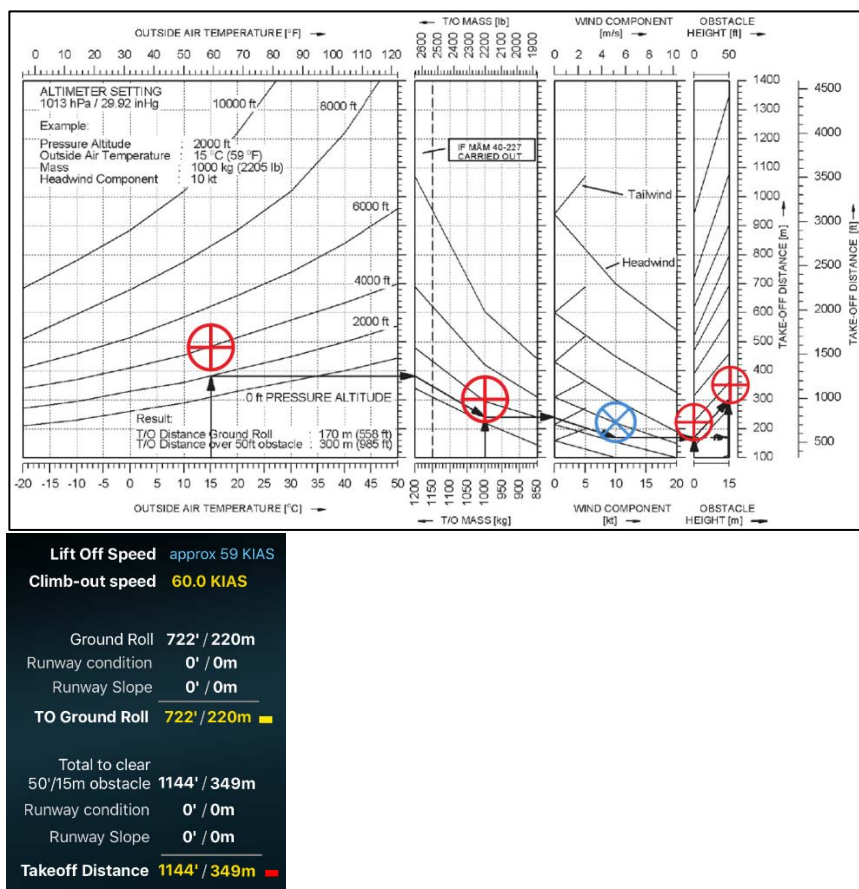 OUTSIDE AIR TEMPERATURE [°F]
T/O MASS [lb]
WIND COMPONENT [m/s]
OBSTACLE HEIGHT [ft]
0 10 20 30 40 50 60 70 80 90 100 110 120
2600 2500 2400 2300 2200 2100 2000 1900 1800
0 5 10
0 50
ALTIMETER SETTING
1013 hPa / 29.92 inHg
Example:
Pressure Altitude : 2000 ft
Outside Air Temperature : 15 °C (59 °F)
Mass : 1000 kg (2205 lb)
Headwind Component : 10 kt
10000 ft
8000 ft
6000 ft
4000 ft
2000 ft
0 ft PRESSURE ALTITUDE
Result:
T/O Distance Ground Roll : 170 m (558 ft)
T/O Distance over 50ft obstacle : 300 m (985 ft)
IF MÄM 40-227
CARRIED OUT
Tailwind
Headwind
1400
1300
1200
1100
1000
900
800
700
600
500
400
300
200
100
TAKE-OFF DISTANCE [m]
4500
4000
3500
3000
2500
2000
1500
1000
500
TAKE-OFF DISTANCE [ft]
-20 -15 -10 -5 0 5 10 15 20 25 30 35 40 45 50
1200 1150 1100 1050 1000 950 900 850
0 5 10 15 20
0 15
OUTSIDE AIR TEMPERATURE [°C]
T/O MASS [kg]
WIND COMPONENT [kt]
OBSTACLE HEIGHT [m]
Lift Off Speed approx 59 KIAS
Climb-out speed 60.0 KIAS
Ground Roll 722' / 220m
Runway condition 0' / 0m
Runway Slope 0' / 0m
TO Ground Roll 722' / 220m
Total to clear
50'/15m obstacle 1144' / 349m
Runway condition 0' / 0m
Runway Slope 0' / 0m
Takeoff Distance 1144' / 349m